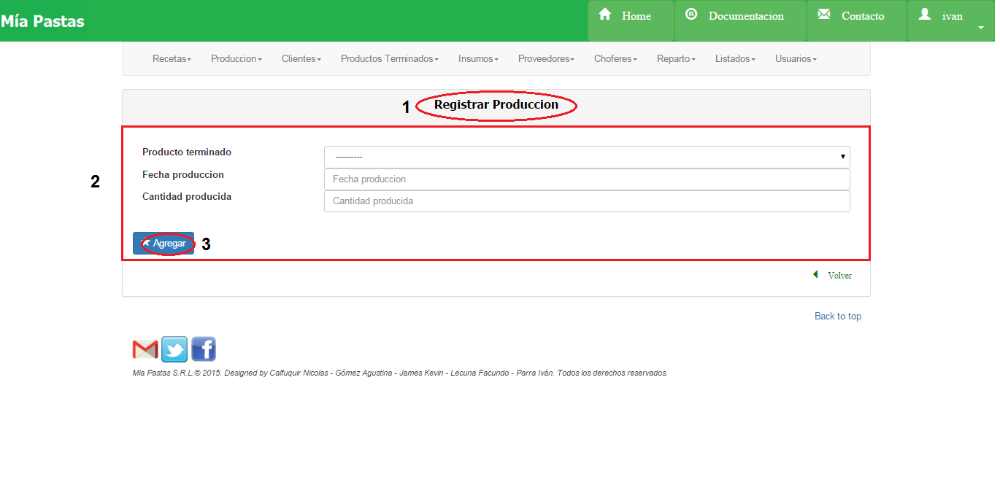 Mía Pastas
Home
Documentacion
Contacto
ivan
Recetas Produccion Clientes Productos Terminados Insumos Proveedores Choferes Reparto Listados Usuarios
1 Registrar Produccion
2
Producto terminado ---------
Fecha produccion Fecha produccion
Cantidad producida Cantidad producida
Agregar 3
Volver
Back to top
Mia Pastas S.R.L.© 2015. Designed by Calfuquir Nicolas - Gómez Agustina - James Kevin - Lecuna Facundo - Parra Iván. Todos los derechos reservados.